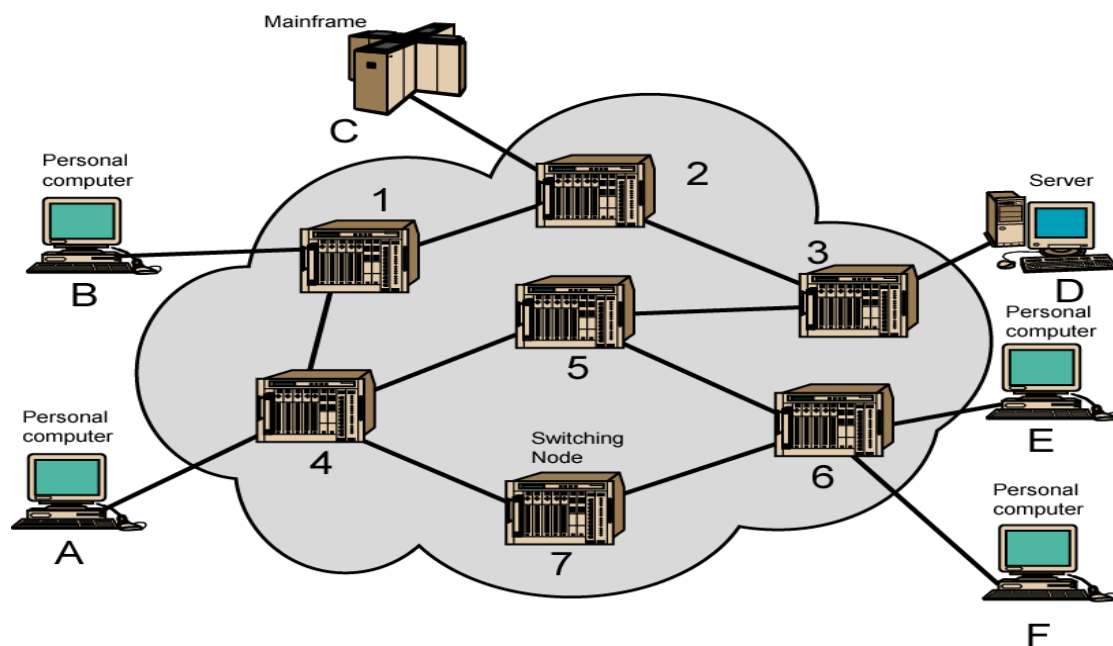 Mainframe
C
2
Personal
computer
1
Server
B
3
D
Personal
computer
5
Personal
computer
4
Switching
Node
6
E
A
7
Personal
computer
F